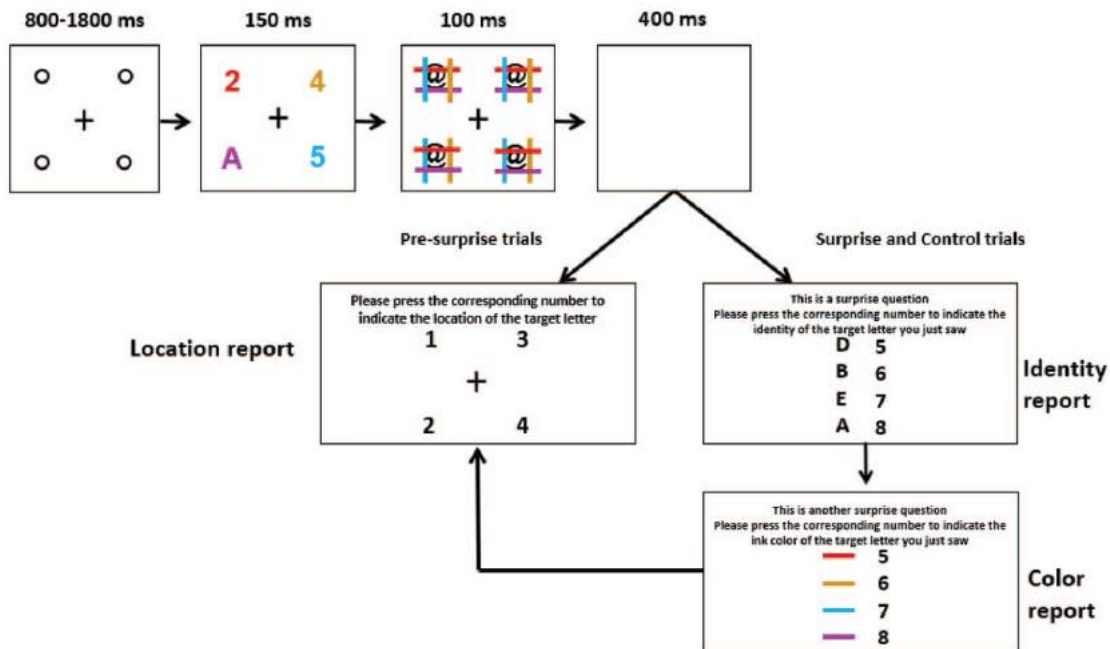 800-1800 ms
150 ms
100 ms
400 ms
2 4
+
+
A 5
@ @
+
@ @
Pre-surprise trials
Surprise and Control trials
Location report
Please press the corresponding number to
indicate the location of the target letter
1 3
+
2 4
This is a surprise question
Please press the corresponding number to indicate the
identity of the target letter you just saw
D 5
B 6
E 7
A 8
Identity
report
This is another surprise question
Please press the corresponding number to indicate the
ink color of the target letter you just saw
5
6
7
8
Color
report